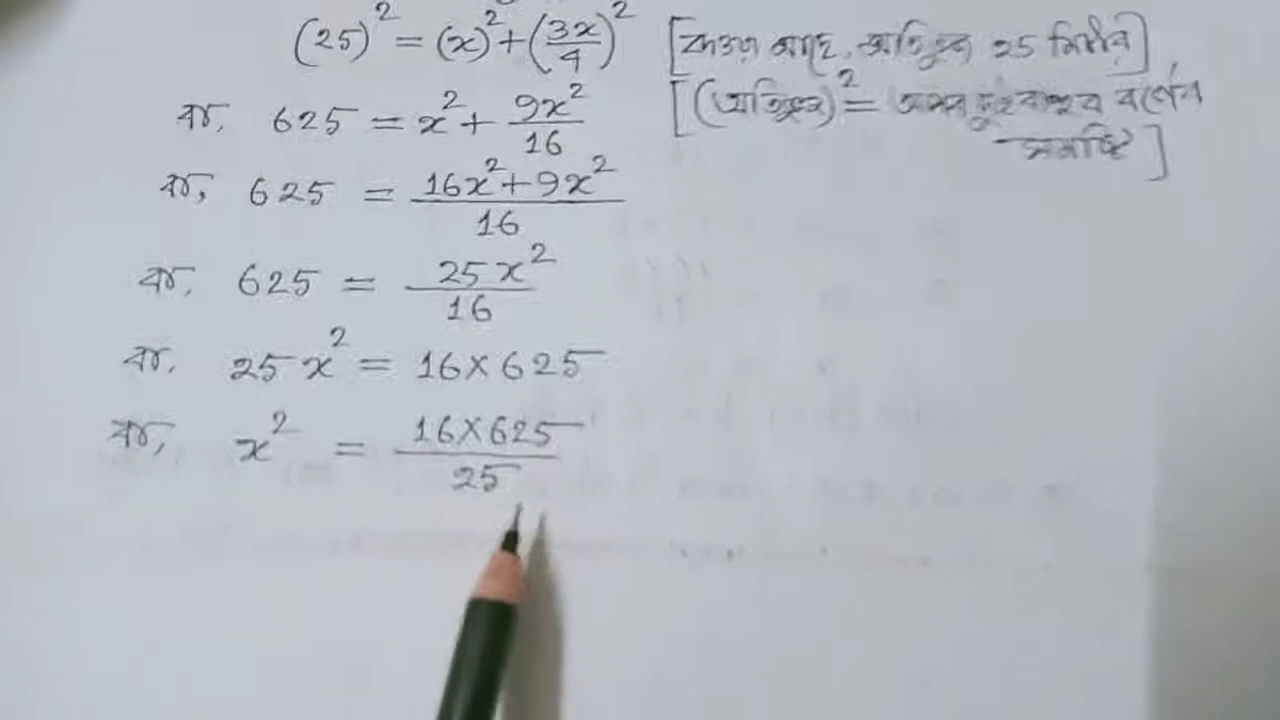 (25)² = (x)² + (3x/4)² [দেওয়া আছে, অতিভুজ 25 মিটার]
বা, 625 = x² + 9x²/16 [(অতিভুজ)² = অপর দুই বাহুর বর্গের সমষ্টি]
বা, 625 = 16x²+9x²/16
বা, 625 = 25x²/16
বা, 25x² = 16×625
বা, x² = 16×625/25